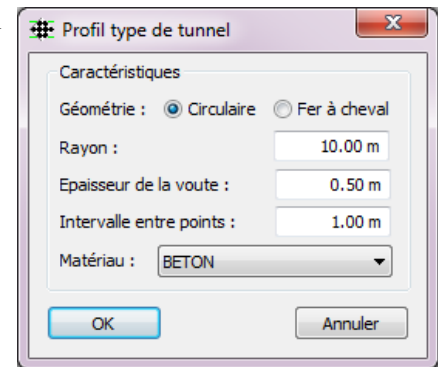 Profil type de tunnel
Caractéristiques
Géométrie : Circulaire Fer à cheval
Rayon : 10.00 m
Epaisseur de la voute : 0.50 m
Intervalle entre points : 1.00 m
Matériau : BETON
OK Annuler